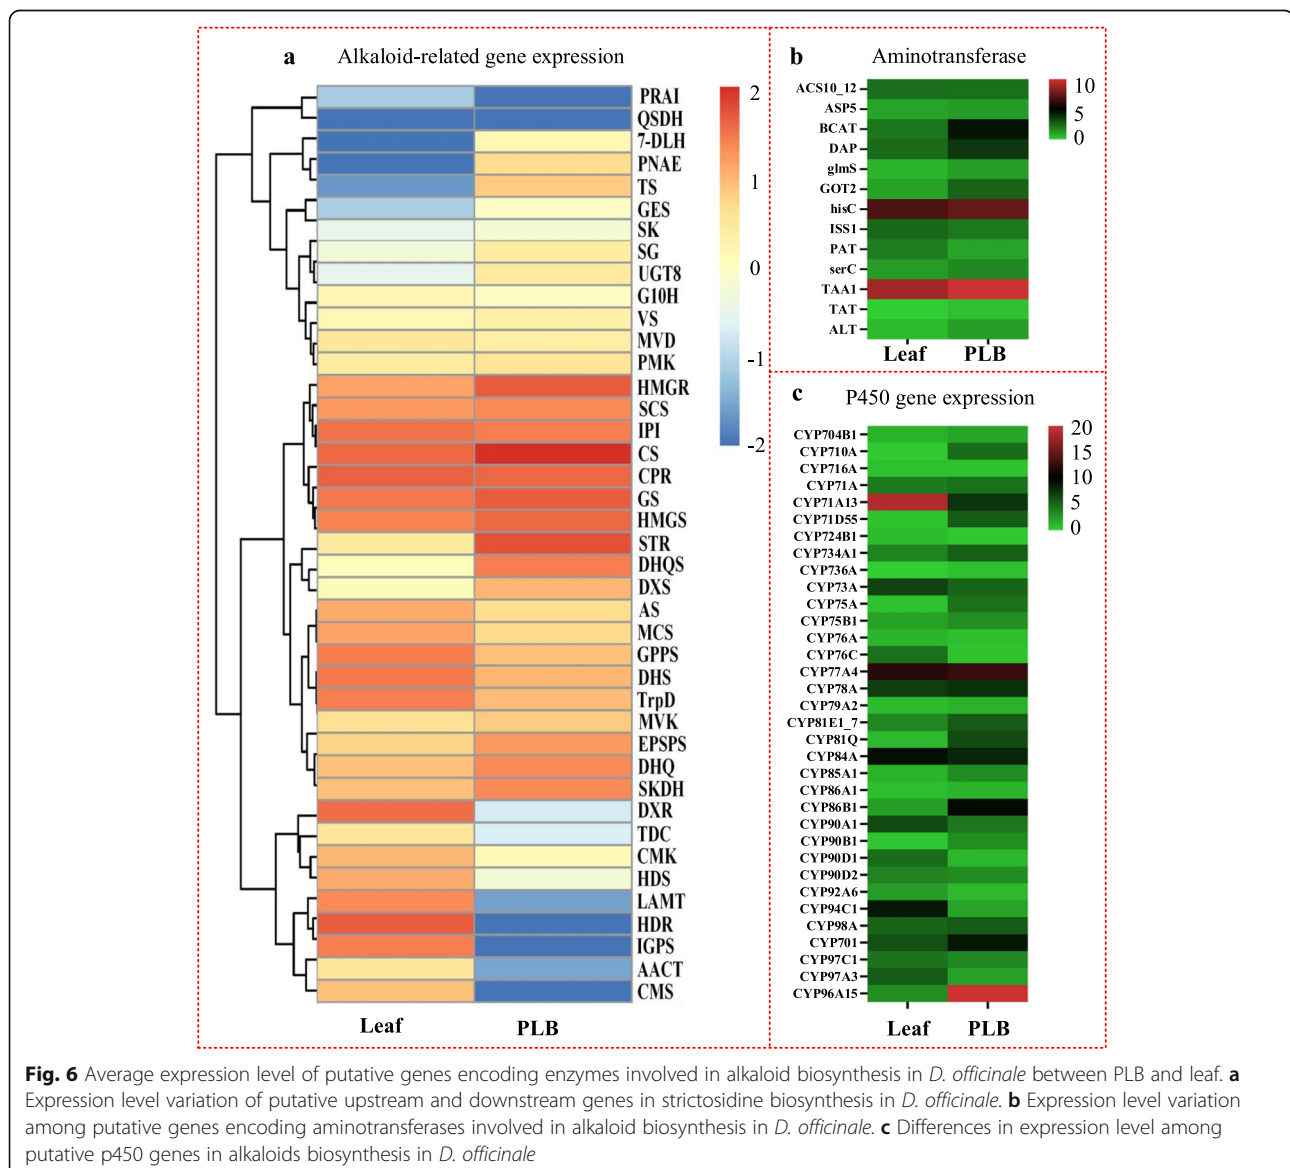 a Alkaloid-related gene expression
PRAI
QSDH
7-DLH
PNAE
TS
GES
SK
SG
UGT8
G10H
VS
MVD
PMK
HMGR
SCS
IPI
CS
CPR
GS
HMGS
STR
DHQS
DXS
AS
MCS
GPPS
DHS
TrpD
MVK
EPSPS
DHQ
SKDH
DXR
TDC
CMK
HDS
LAMT
HDR
IGPS
AACT
CMS
2
1
0
-1
-2
Leaf PLB
b Aminotransferase
ACS10_12
ASP5
BCAT
DAP
glmS
GOT2
hisC
ISS1
PAT
serC
TAA1
TAT
ALT
10
5
0
Leaf PLB
c P450 gene expression
CYP704B1
CYP710A
CYP716A
CYP71A
CYP71A13
CYP71D55
CYP724B1
CYP734A1
CYP736A
CYP73A
CYP75A
CYP75B1
CYP76A
CYP76C
CYP77A4
CYP78A
CYP79A2
CYP81E1_7
CYP81Q
CYP84A
CYP85A1
CYP86A1
CYP86B1
CYP90A1
CYP90B1
CYP90D1
CYP90D2
CYP92A6
CYP94C1
CYP98A
CYP701
CYP97C1
CYP97A3
CYP96A15
20
15
10
5
0
Leaf PLB
Fig. 6 Average expression level of putative genes encoding enzymes involved in alkaloid biosynthesis in D. officinale between PLB and leaf. a
Expression level variation of putative upstream and downstream genes in strictosidine biosynthesis in D. officinale. b Expression level variation
among putative genes encoding aminotransferases involved in alkaloid biosynthesis in D. officinale. c Differences in expression level among
putative p450 genes in alkaloids biosynthesis in D. officinale